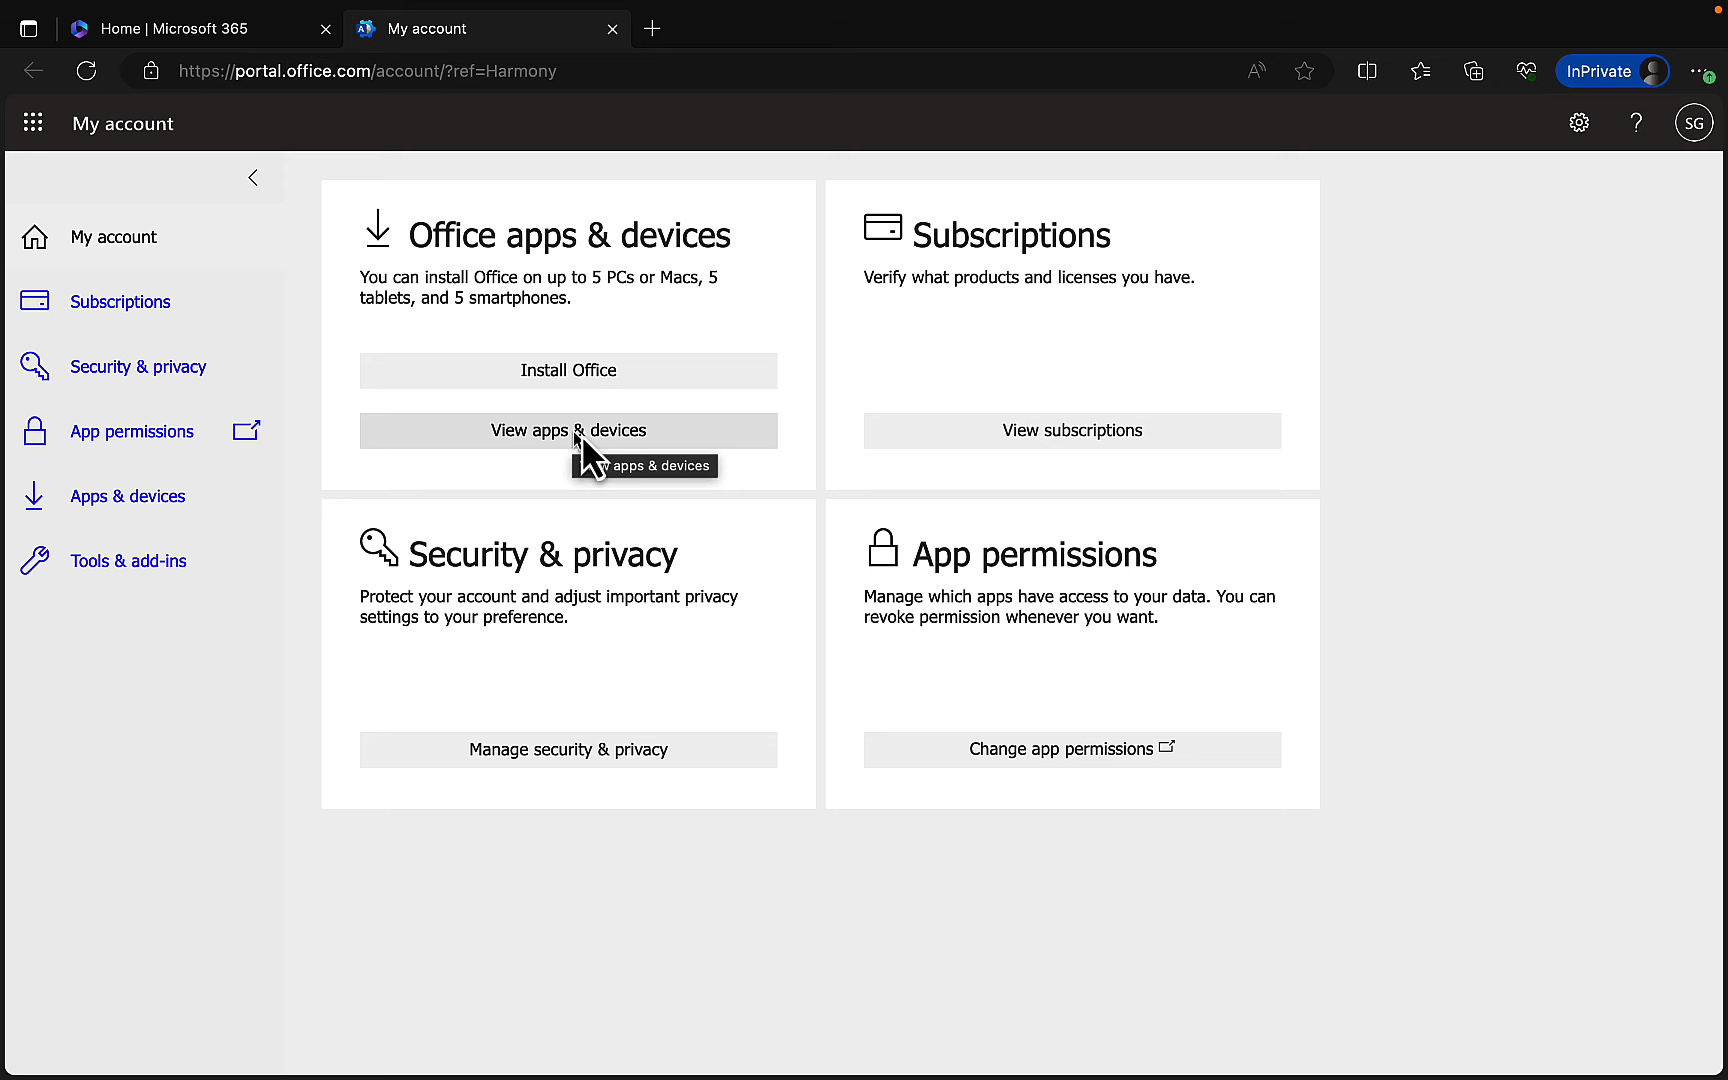 Home | Microsoft 365
My account
https://portal.office.com/account/?ref=Harmony
InPrivate
My account
?
SG
My account
Subscriptions
Security & privacy
App permissions
Apps & devices
Tools & add-ins
Office apps & devices
You can install Office on up to 5 PCs or Macs, 5
tablets, and 5 smartphones.
Install Office
View apps & devices
apps & devices
Subscriptions
Verify what products and licenses you have.
View subscriptions
Security & privacy
Protect your account and adjust important privacy
settings to your preference.
Manage security & privacy
App permissions
Manage which apps have access to your data. You can
revoke permission whenever you want.
Change app permissions